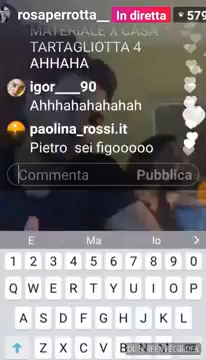 rosaperrotta__ In diretta 579
MATERIALE X CASA
TARTAGLIOTTA 4
AHHAHA
igor___90
Ahhhahahahahah
paolina_rossi.it
Pietro sei figooooo
Commenta Pubblica
E Ma Io
1 2 3 4 5 6 7 8 9 0
Q W E R T Y U I O P
A S D F G H J K L
Z X C V B N M